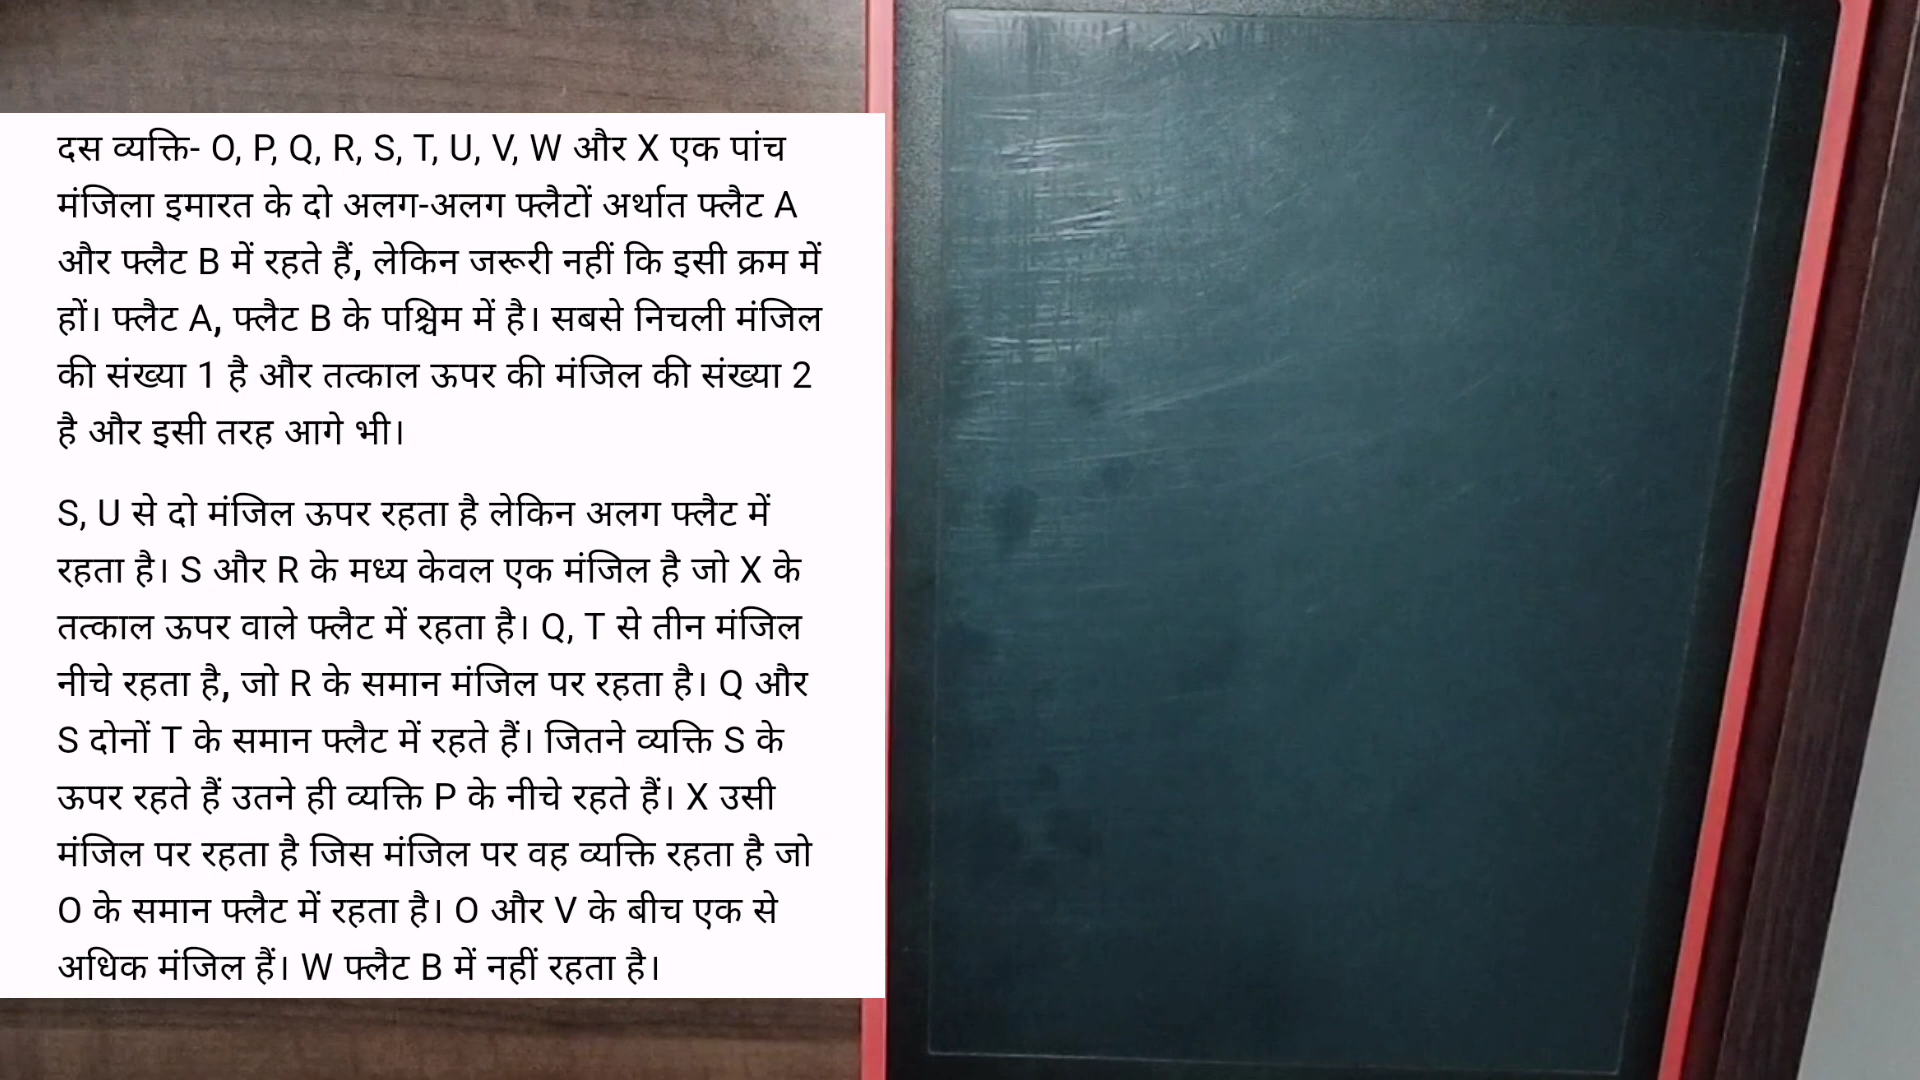 दस व्यक्ति- O, P, Q, R, S, T, U, V, W और X एक पांच
मंजिला इमारत के दो अलग-अलग फ्लैटों अर्थात फ्लैट A
और फ्लैट B में रहते हैं, लेकिन जरूरी नहीं कि इसी क्रम में
हों। फ्लैट A, फ्लैट B के पश्चिम में है। सबसे निचली मंजिल
की संख्या 1 है और तत्काल ऊपर की मंजिल की संख्या 2
है और इसी तरह आगे भी।
S, U से दो मंजिल ऊपर रहता है लेकिन अलग फ्लैट में
रहता है। S और R के मध्य केवल एक मंजिल है जो X के
तत्काल ऊपर वाले फ्लैट में रहता है। Q, T से तीन मंजिल
नीचे रहता है, जो R के समान मंजिल पर रहता है। Q और
S दोनों T के समान फ्लैट में रहते हैं। जितने व्यक्ति S के
ऊपर रहते हैं उतने ही व्यक्ति P के नीचे रहते हैं। X उसी
मंजिल पर रहता है जिस मंजिल पर वह व्यक्ति रहता है जो
O के समान फ्लैट में रहता है। O और V के बीच एक से
अधिक मंजिल हैं। W फ्लैट B में नहीं रहता है।